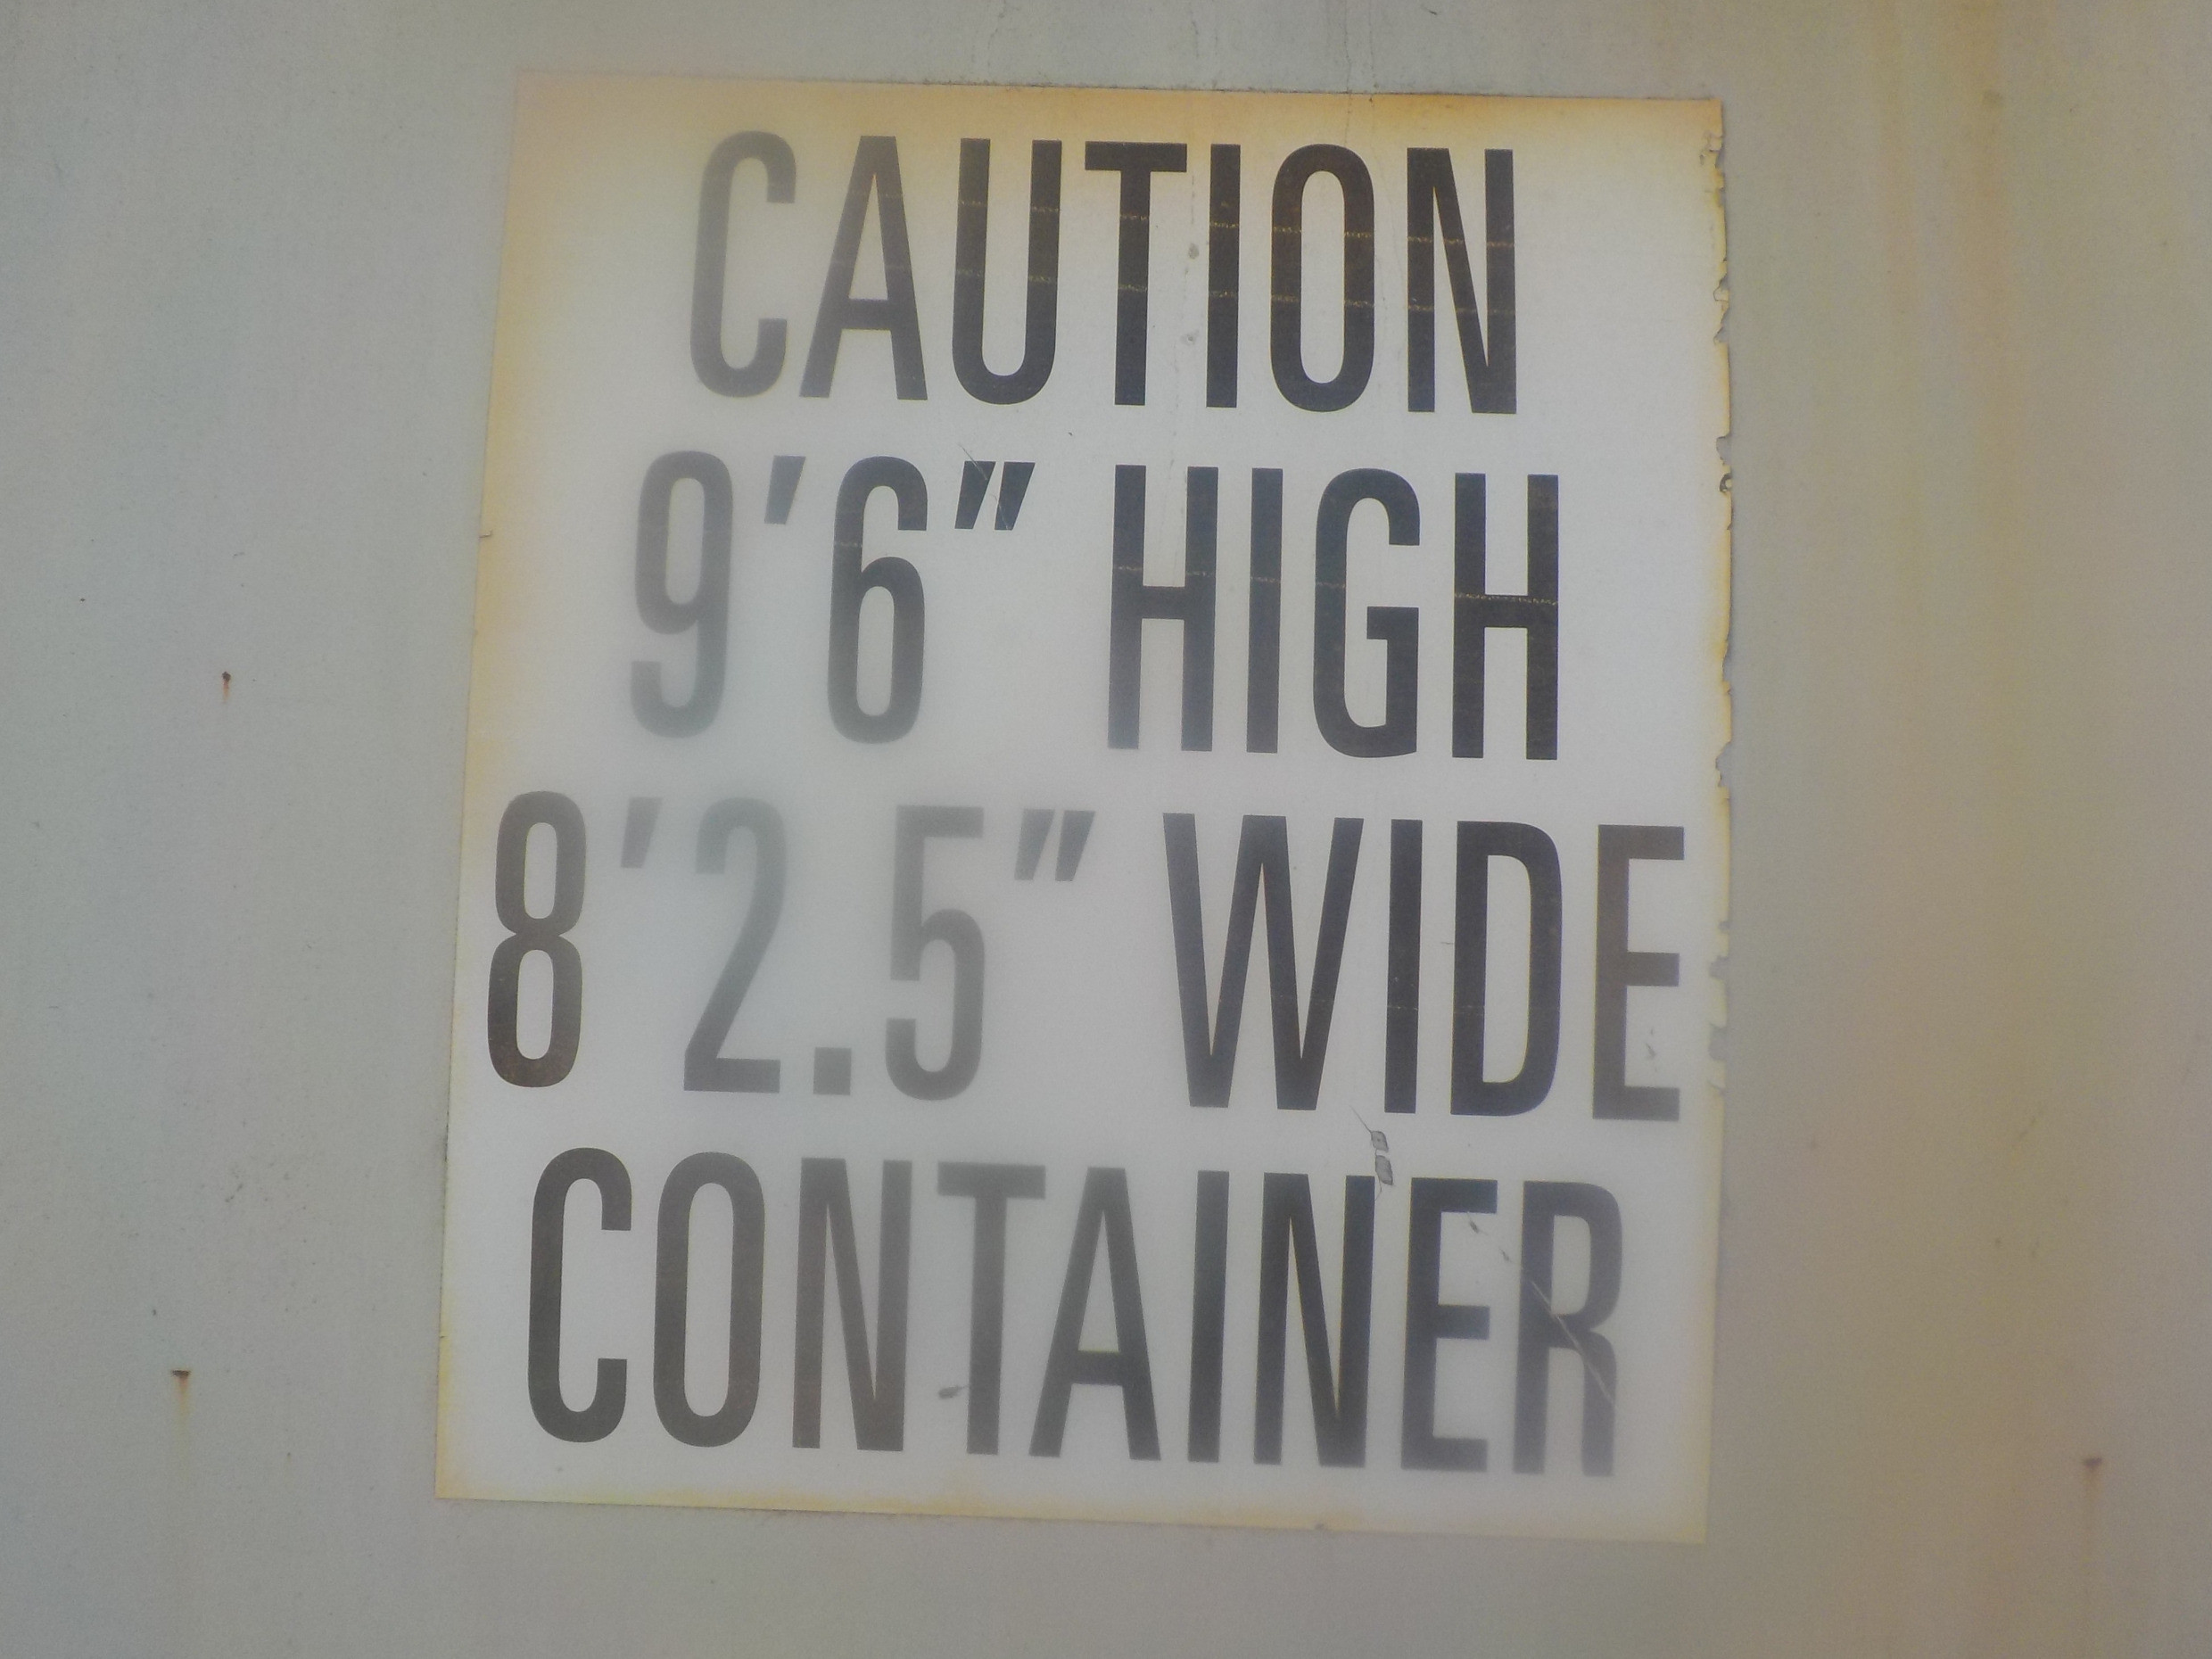 CAUTION
9’6” HIGH
8’2.5” WIDE
CONTAINER